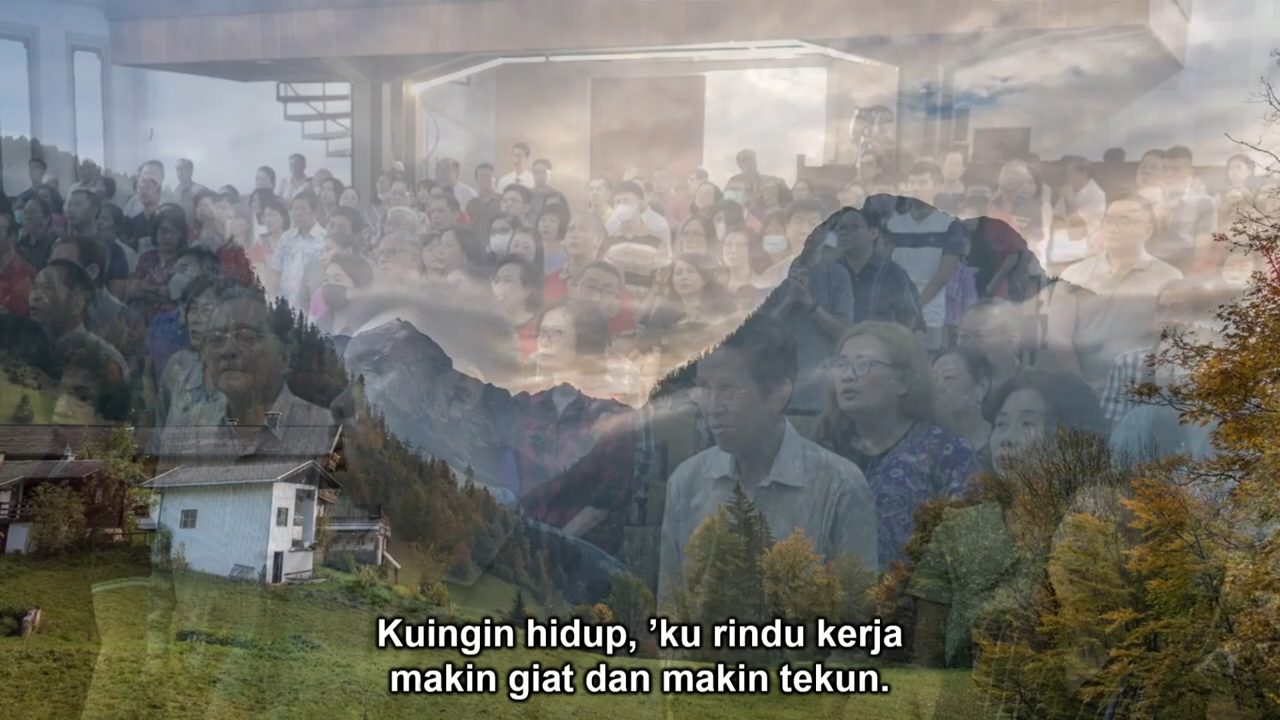 Kuingin hidup, ’ku rindu kerja
makin giat dan makin tekun.